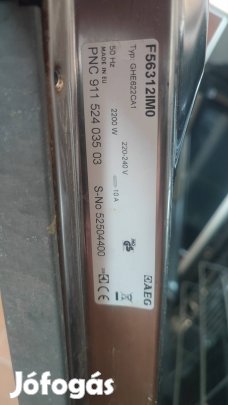 F56312IM0
Typ: GHE622CA1
220-240 V
2200 W
10 A
50 Hz
MADE IN EU
PNC 911 524 035 03
S-No 52504400
AEG
Jófogás